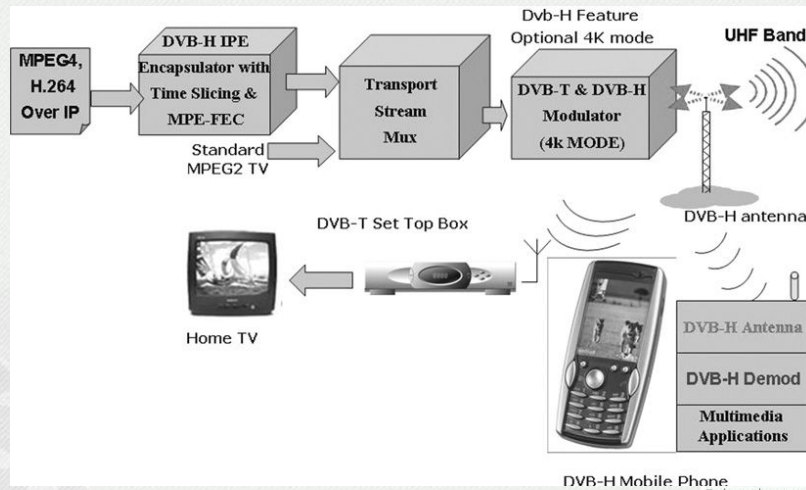 MPEG4,
H.264
Over IP
DVB-H IPE
Encapsulator with
Time Slicing &
MPE-FEC
Standard
MPEG2 TV
Transport
Stream
Mux
Dvb-H Feature
Optional 4K mode
DVB-T & DVB-H
Modulator
(4k MODE)
UHF Band
DVB-H antenna
DVB-T Set Top Box
Home TV
DVB-H Antenna
DVB-H Demod
Multimedia
Applications
DVB-H Mobile Phone